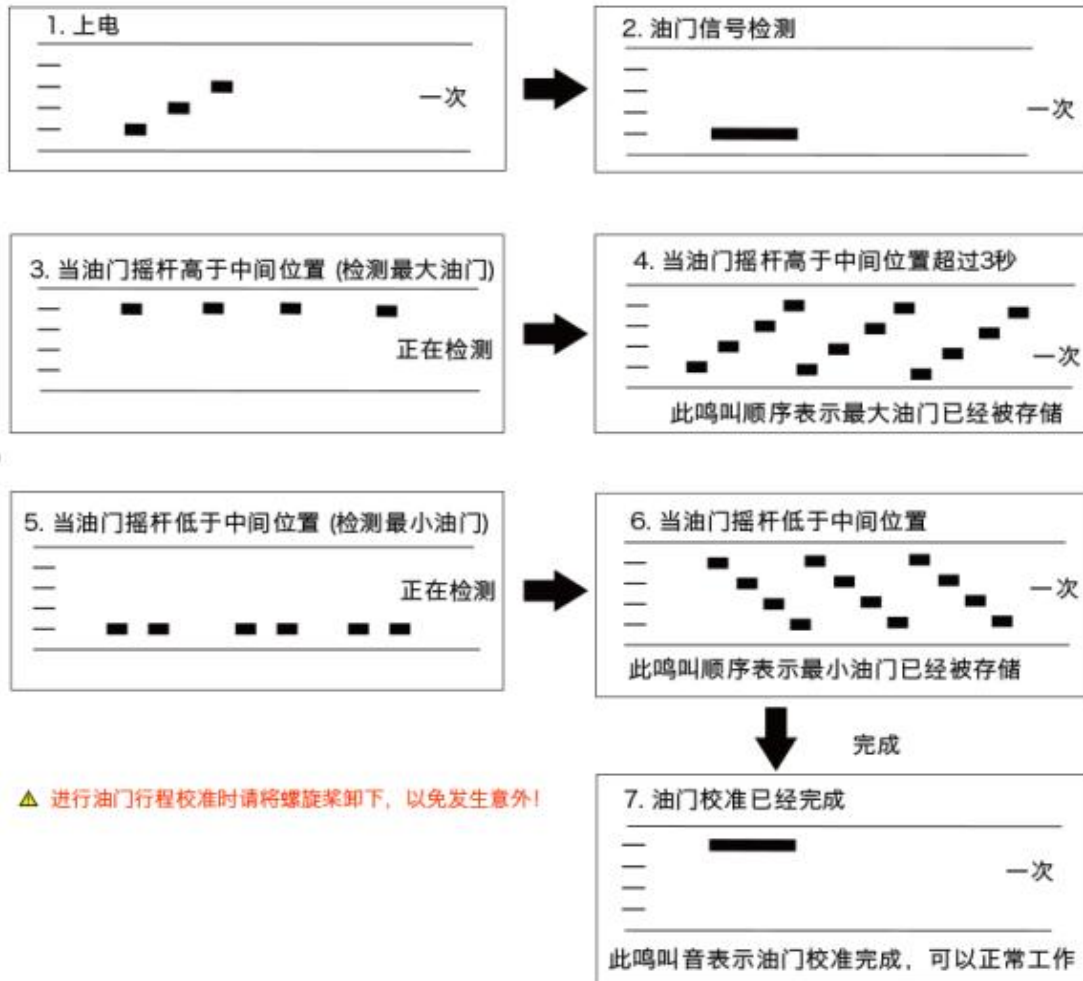 1. 上电
一次
2. 油门信号检测
一次
3. 当油门摇杆高于中间位置 (检测最大油门)
正在检测
4. 当油门摇杆高于中间位置超过3秒
一次
此鸣叫顺序表示最大油门已经被存储
5. 当油门摇杆低于中间位置 (检测最小油门)
正在检测
6. 当油门摇杆低于中间位置
一次
此鸣叫顺序表示最小油门已经被存储
完成
进行油门行程校准时请将螺旋桨卸下，以免发生意外!
7. 油门校准已经完成
一次
此鸣叫音表示油门校准完成，可以正常工作